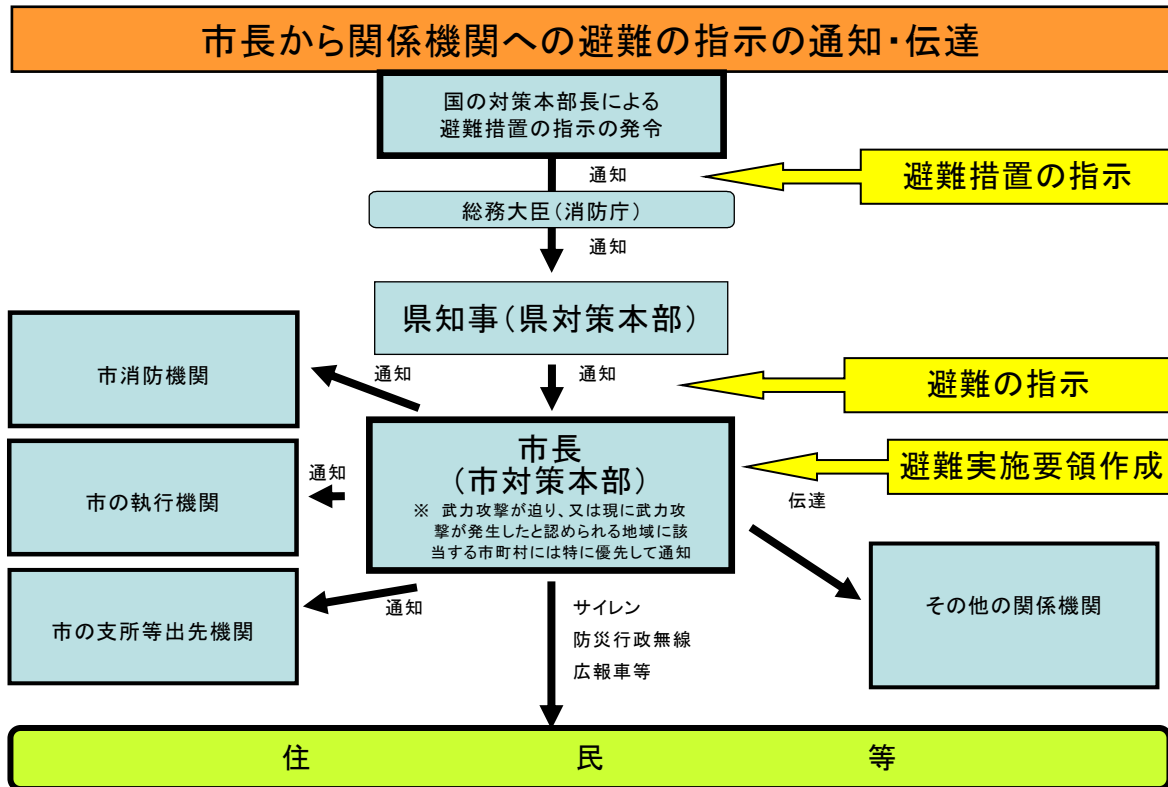 市長から関係機関への避難の指示の通知・伝達
国の対策本部長による
避難措置の指示の発令
通知
避難措置の指示
総務大臣(消防庁)
通知
県知事(県対策本部)
市消防機関
通知
通知
避難の指示
市長
(市対策本部)
※ 武力攻撃が迫り、又は現に武力攻
撃が発生したと認められる地域に該
当する市町村には特に優先して通知
避難実施要領作成
市の執行機関
通知
伝達
市の支所等出先機関
通知
サイレン
防災行政無線
広報車等
その他の関係機関
住 民 等